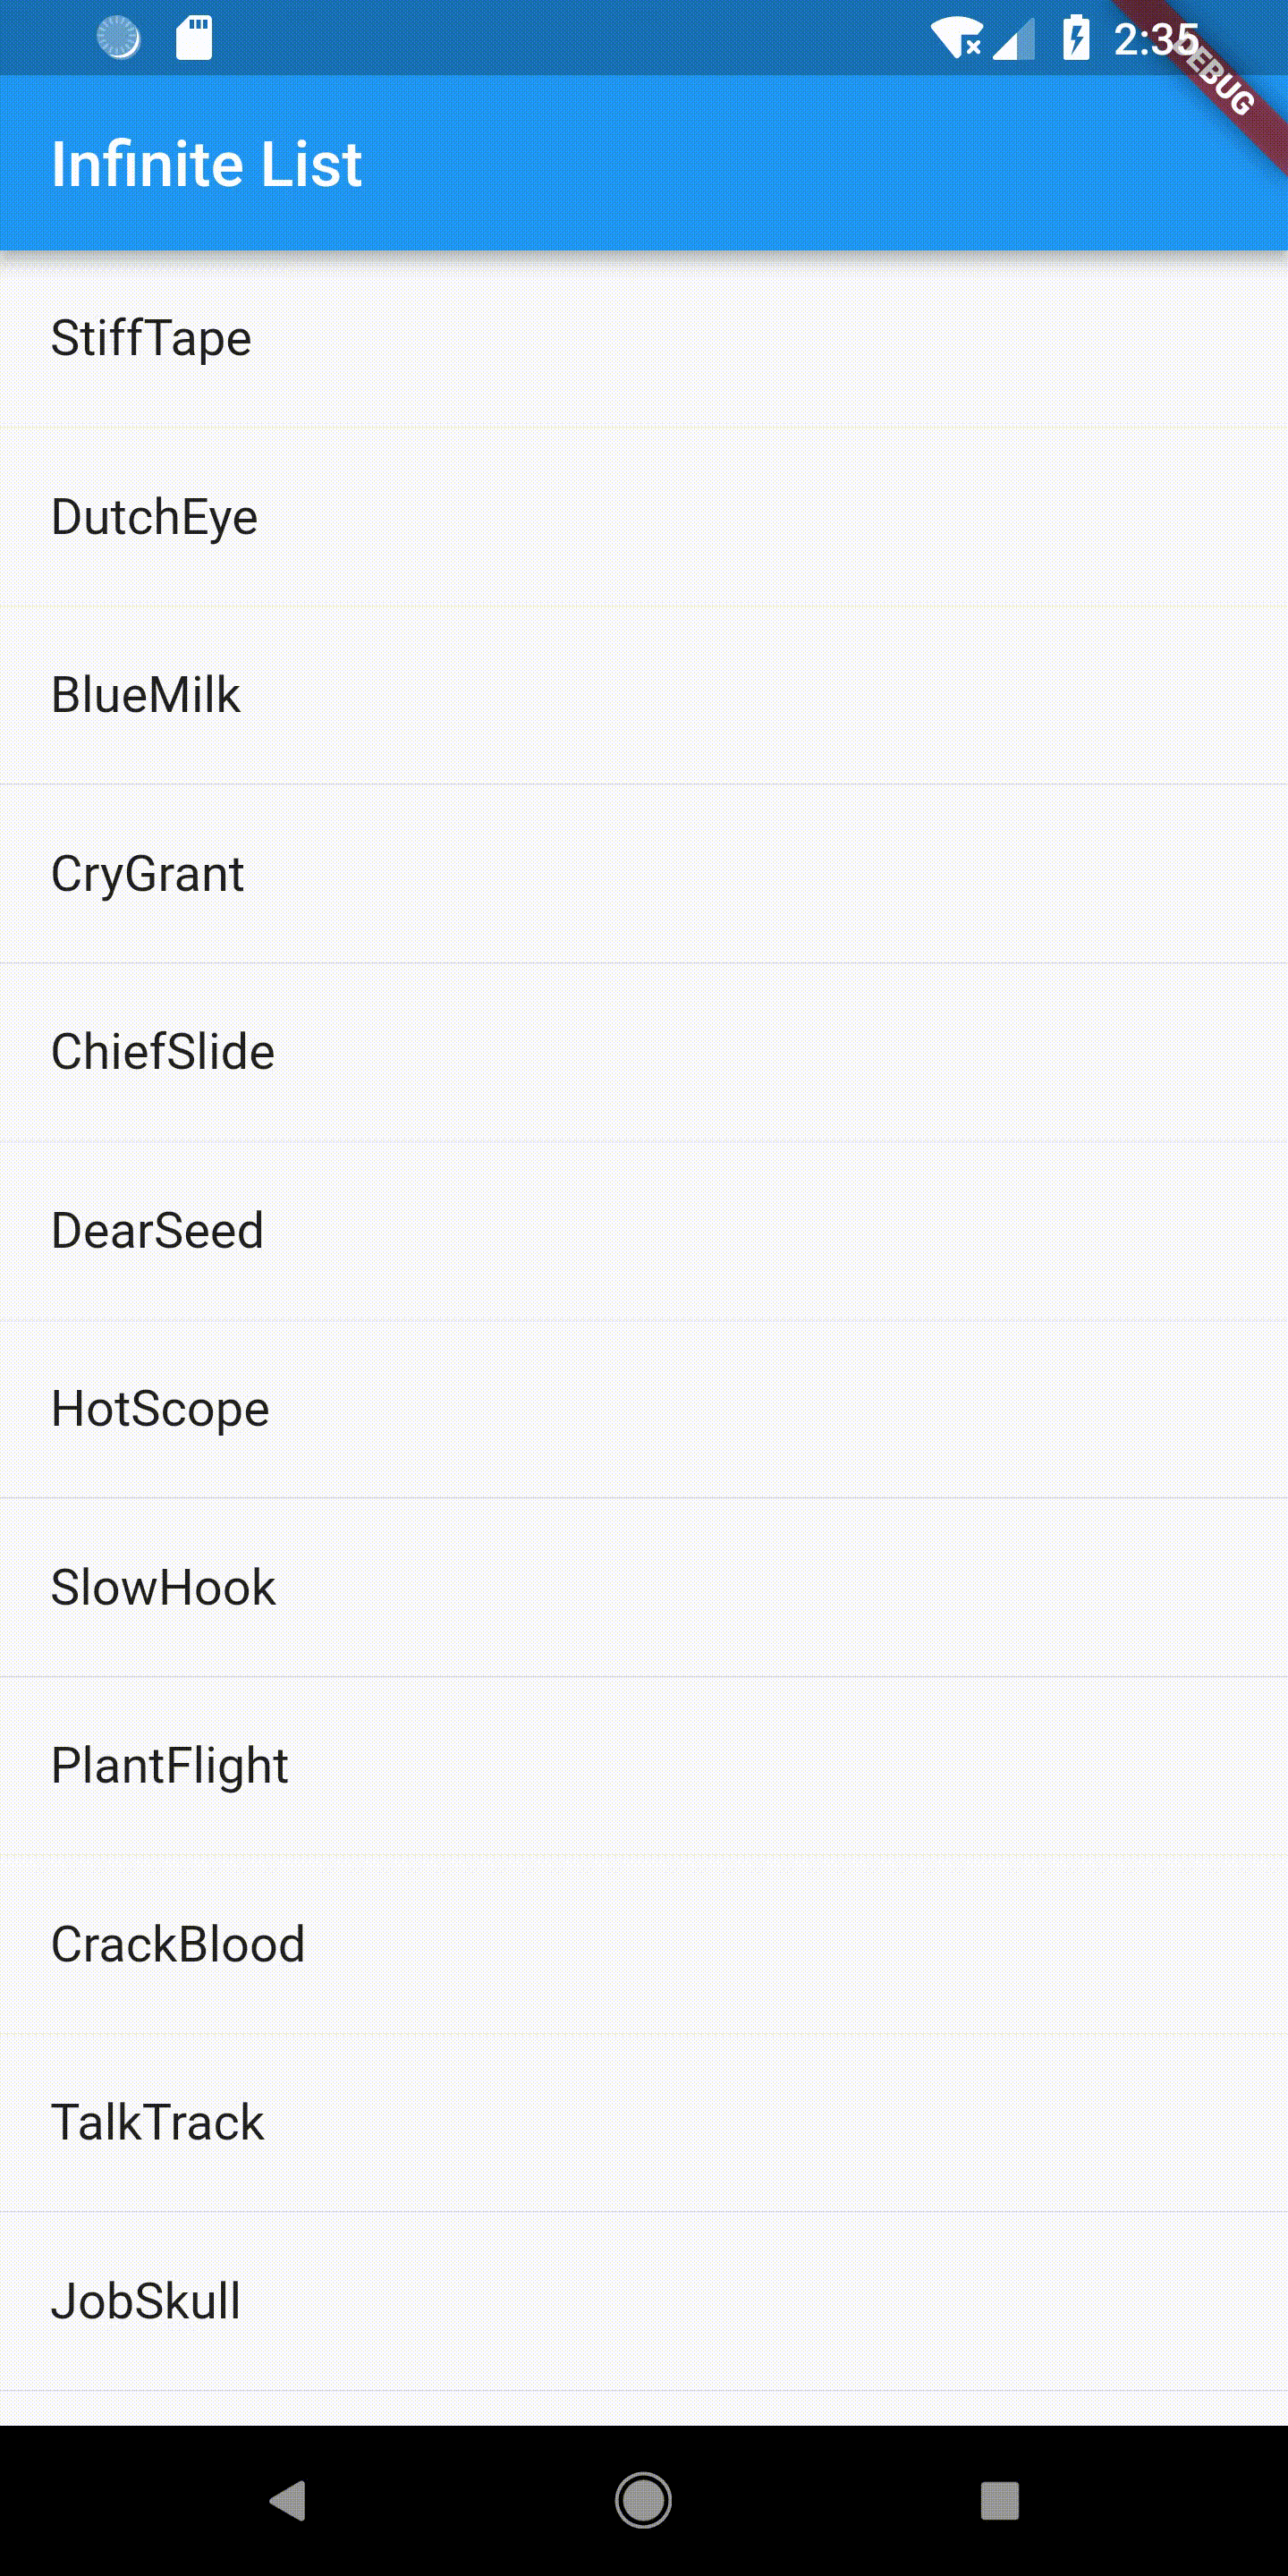 2:35
DEBUG
Infinite List
StiffTape
DutchEye
BlueMilk
CryGrant
ChiefSlide
DearSeed
HotScope
SlowHook
PlantFlight
CrackBlood
TalkTrack
JobSkull